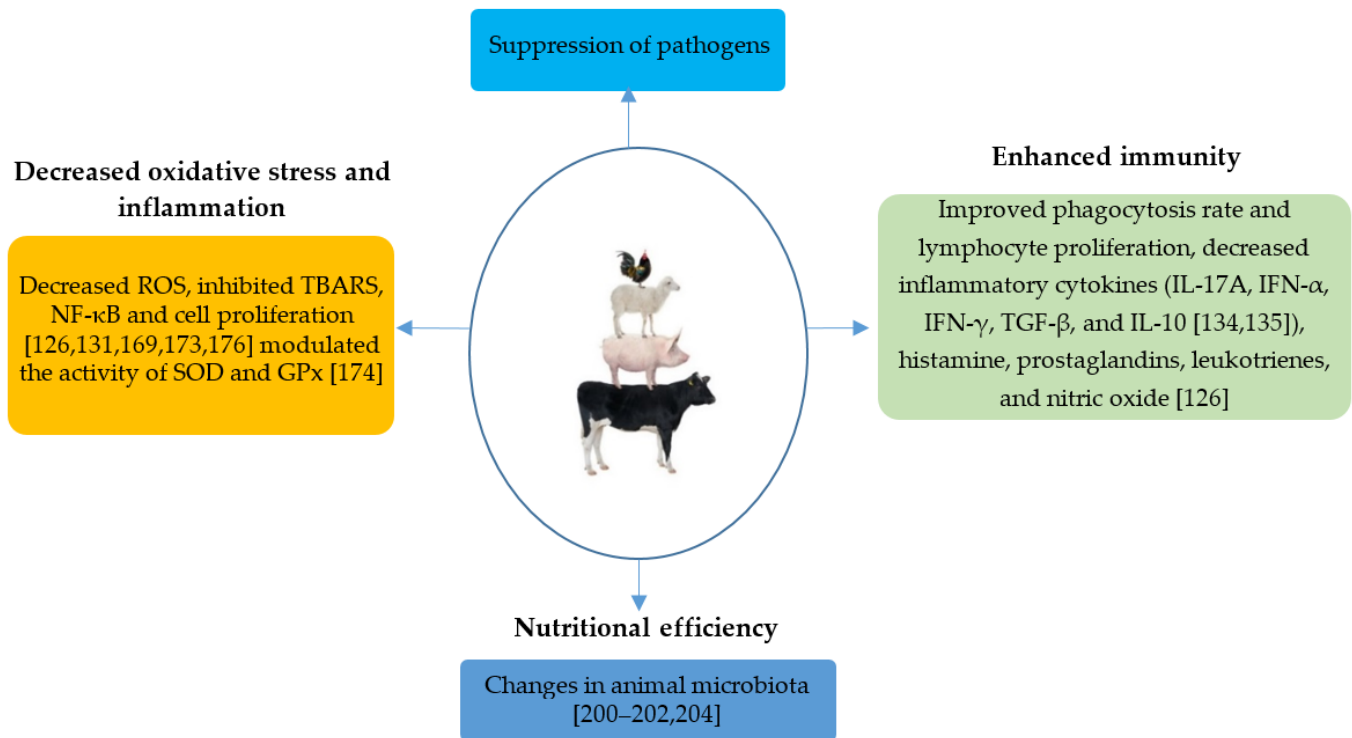 Suppression of pathogens
Decreased oxidative stress and
inflammation
Decreased ROS, inhibited TBARS,
NF-κB and cell proliferation
[126,131,169,173,176] modulated
the activity of SOD and GPx [174]
Enhanced immunity
Improved phagocytosis rate and
lymphocyte proliferation, decreased
inflammatory cytokines (IL-17A, IFN-α,
IFN-γ, TGF-β, and IL-10 [134,135]),
histamine, prostaglandins, leukotrienes,
and nitric oxide [126]
Nutritional efficiency
Changes in animal microbiota
[200–202,204]